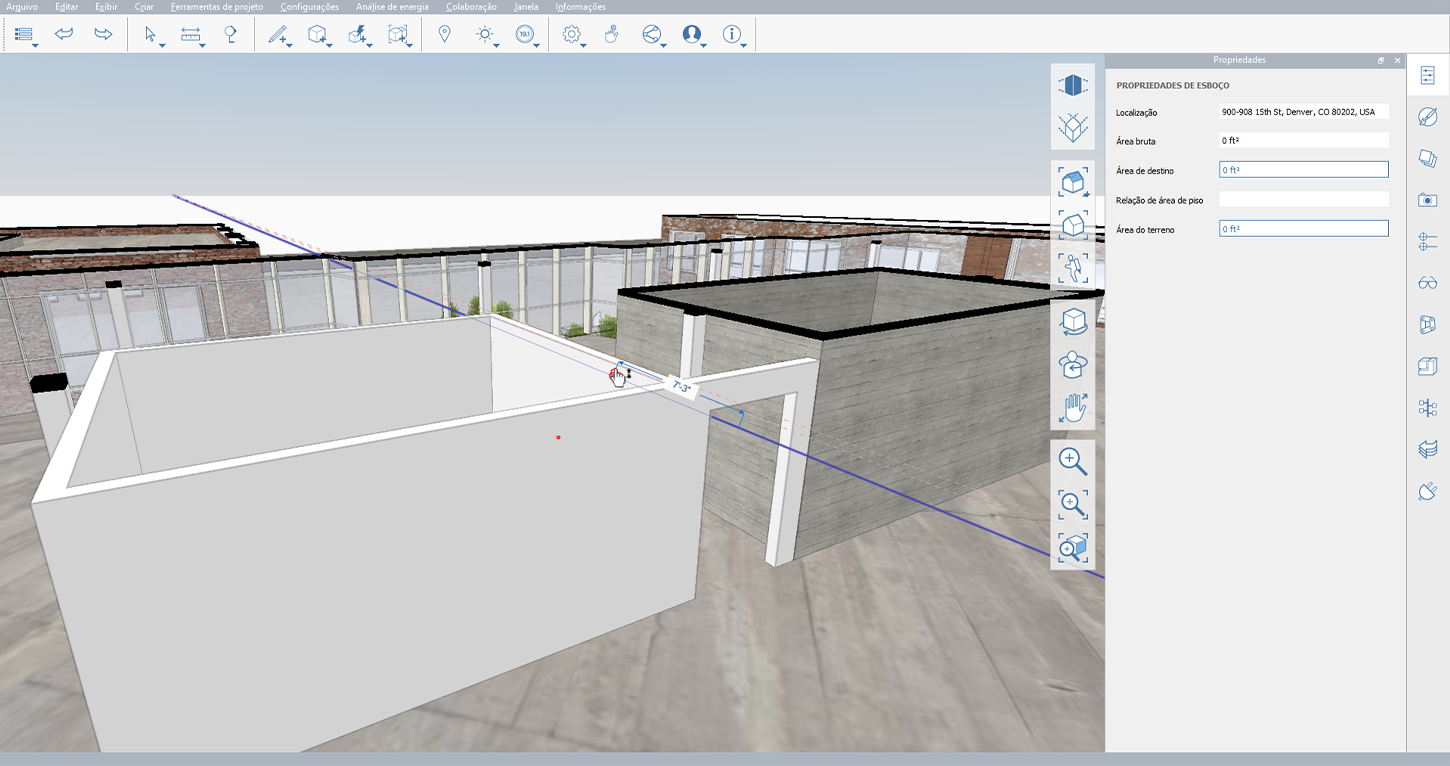 Arquivo Editar Exibir Criar Ferramentas de projeto Configurações Análise de energia Colaboração Janela Informações
19.1
Propriedades
PROPRIEDADES DE ESBOÇO
Localização 900-908 15th St, Denver, CO 80202, USA
Área bruta 0 ft²
Área de destino 0 ft²
Relação de área de piso
Área do terreno 0 ft²
7'-3"